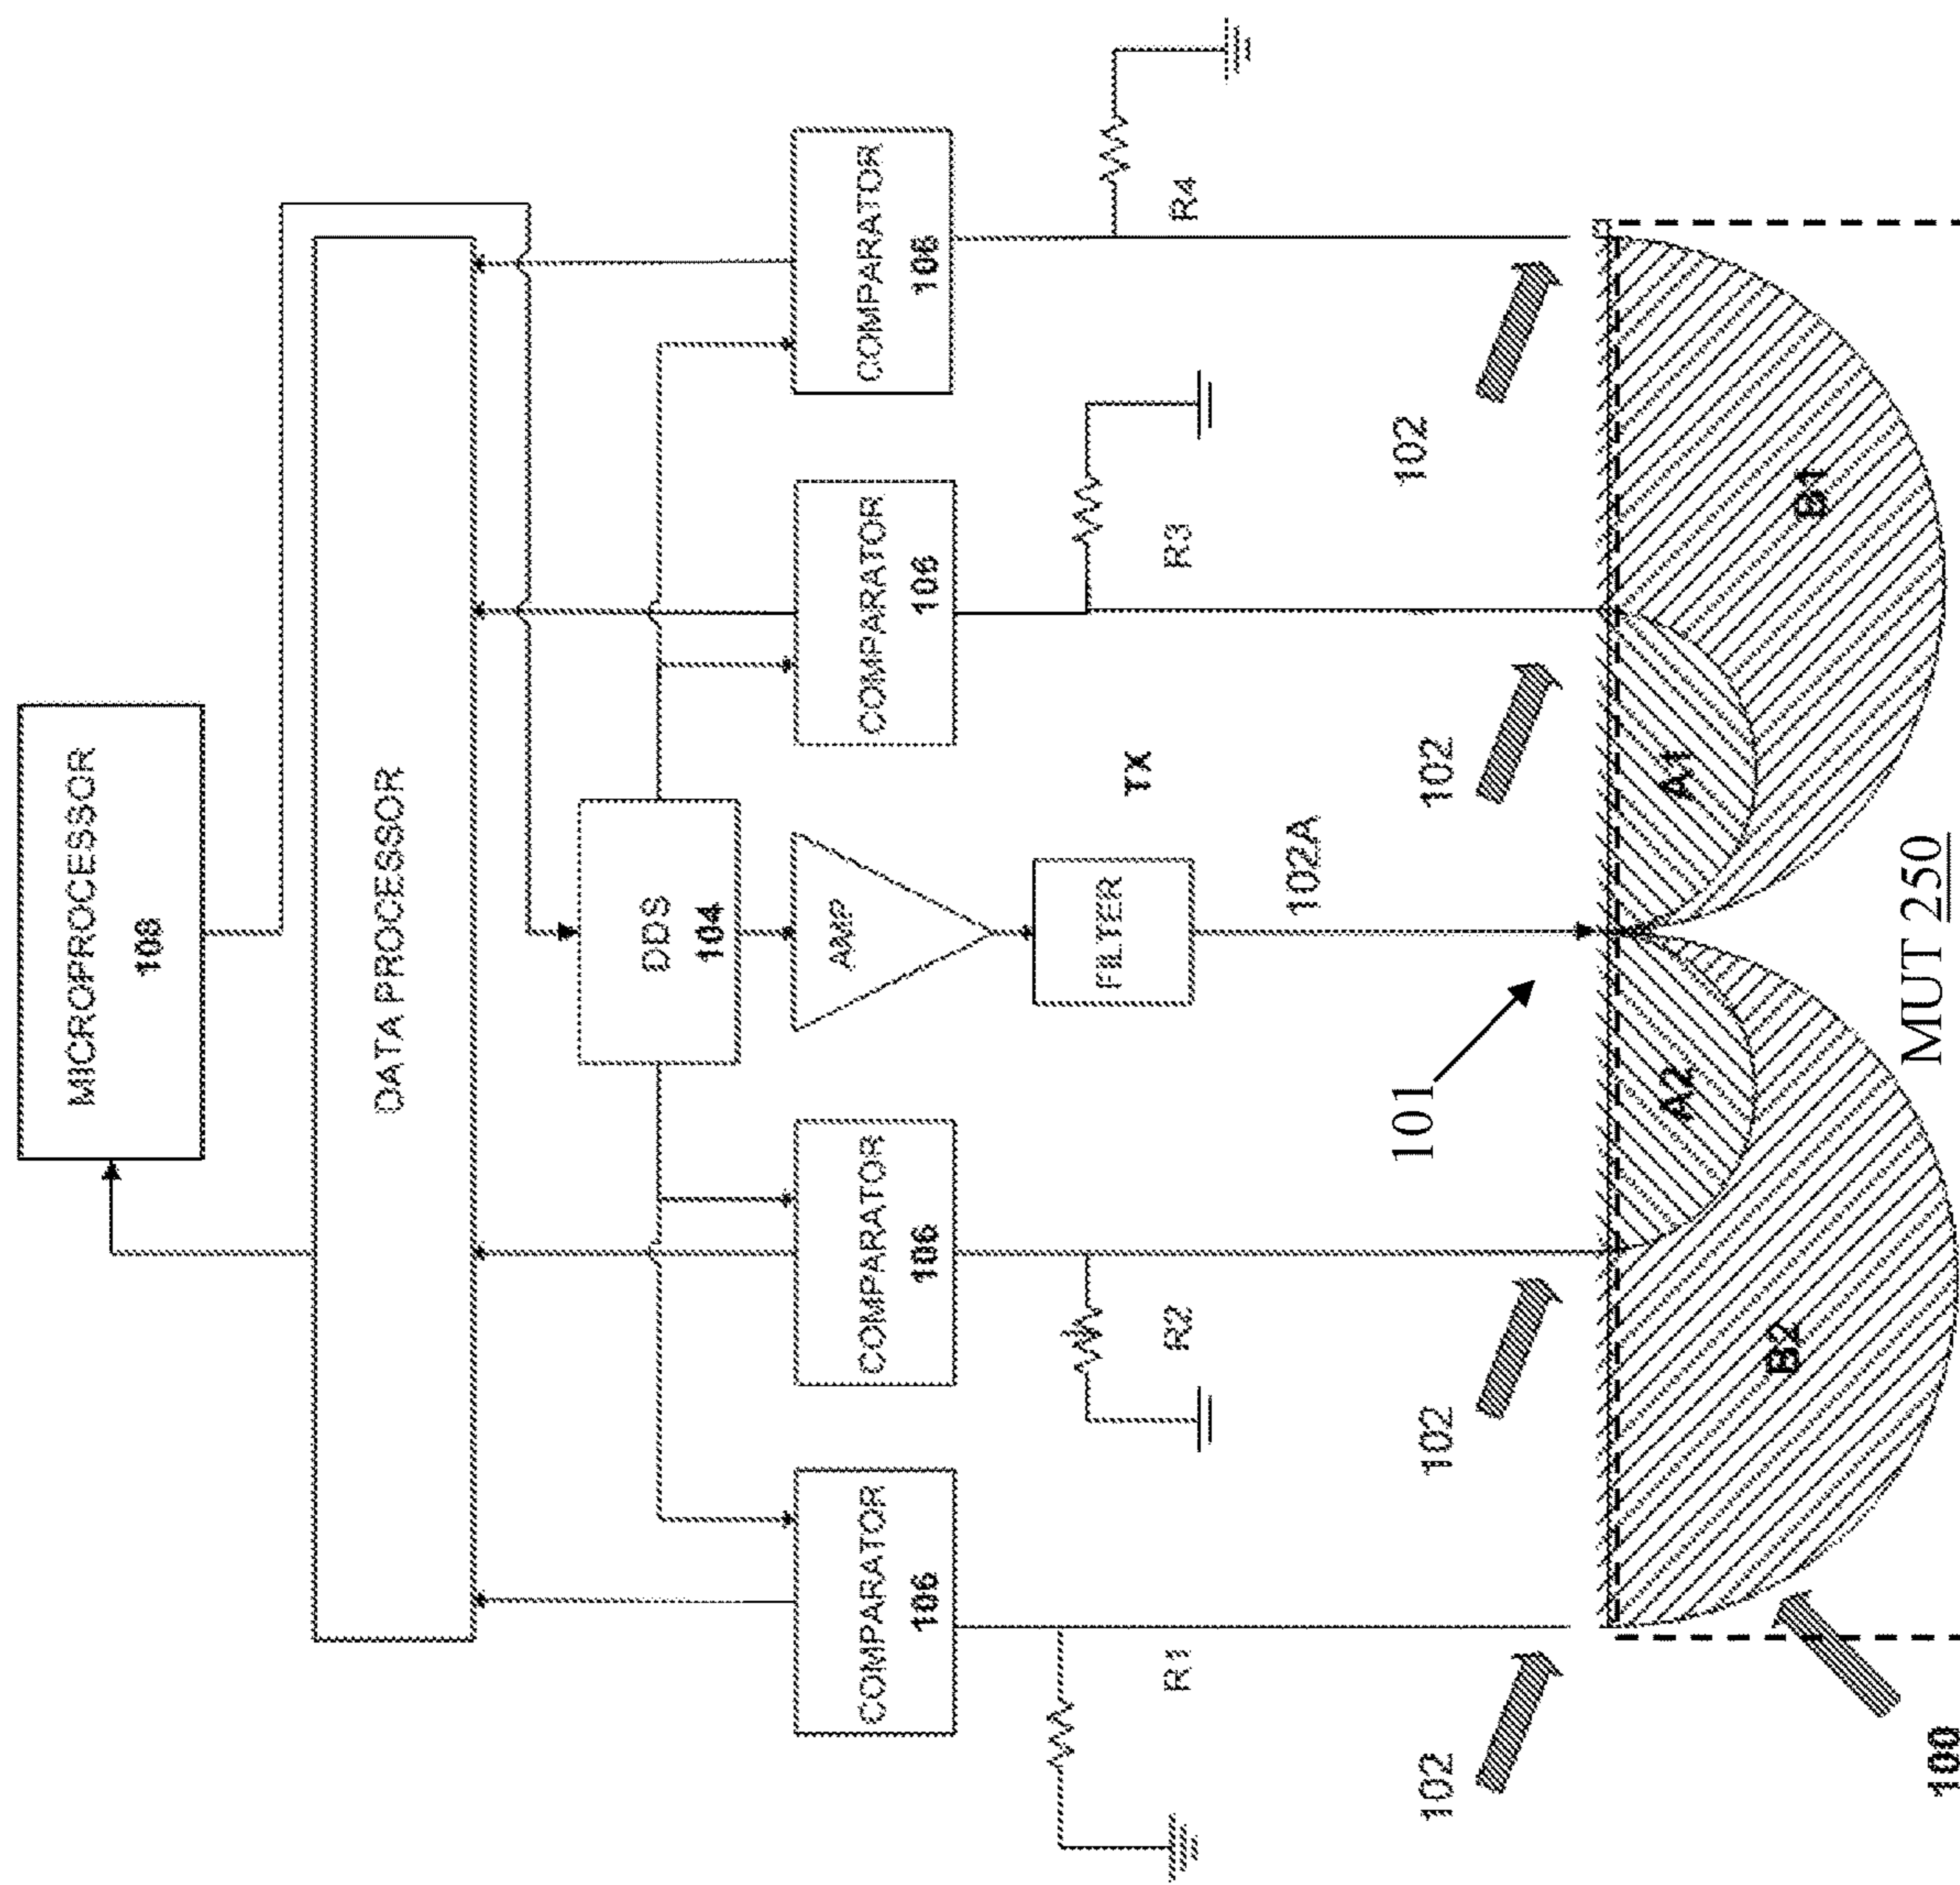 MICROPROCESSOR
108
DATA PROCESSOR
DDS
104
COMPARATOR
106
COMPARATOR
106
COMPARATOR
106
COMPARATOR
106
AMP
FILTER
TX
R1
R2
R3
R4
102A
101
102
102
102
102
A2
A1
B2
B1
MUT 250
100